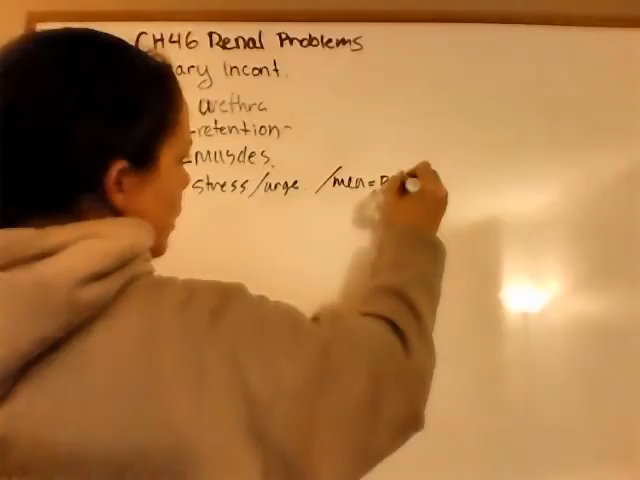 CH46 Renal Problems
ary Incont.
urethra
-retention-
-muscles.
stress/urge. /men=